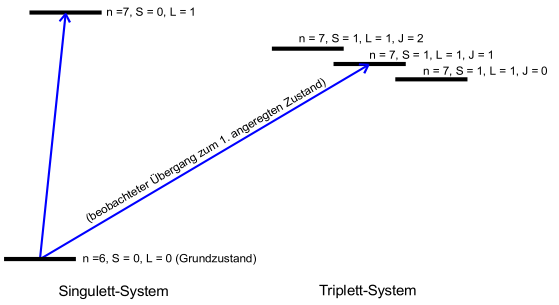 n =7, S = 0, L = 1
n = 7, S = 1, L = 1, J = 2
n = 7, S = 1, L = 1, J = 1
n = 7, S = 1, L = 1, J = 0
(beobachteter Übergang zum 1. angeregten Zustand)
n =6, S = 0, L = 0 (Grundzustand)
Singulett-System
Triplett-System